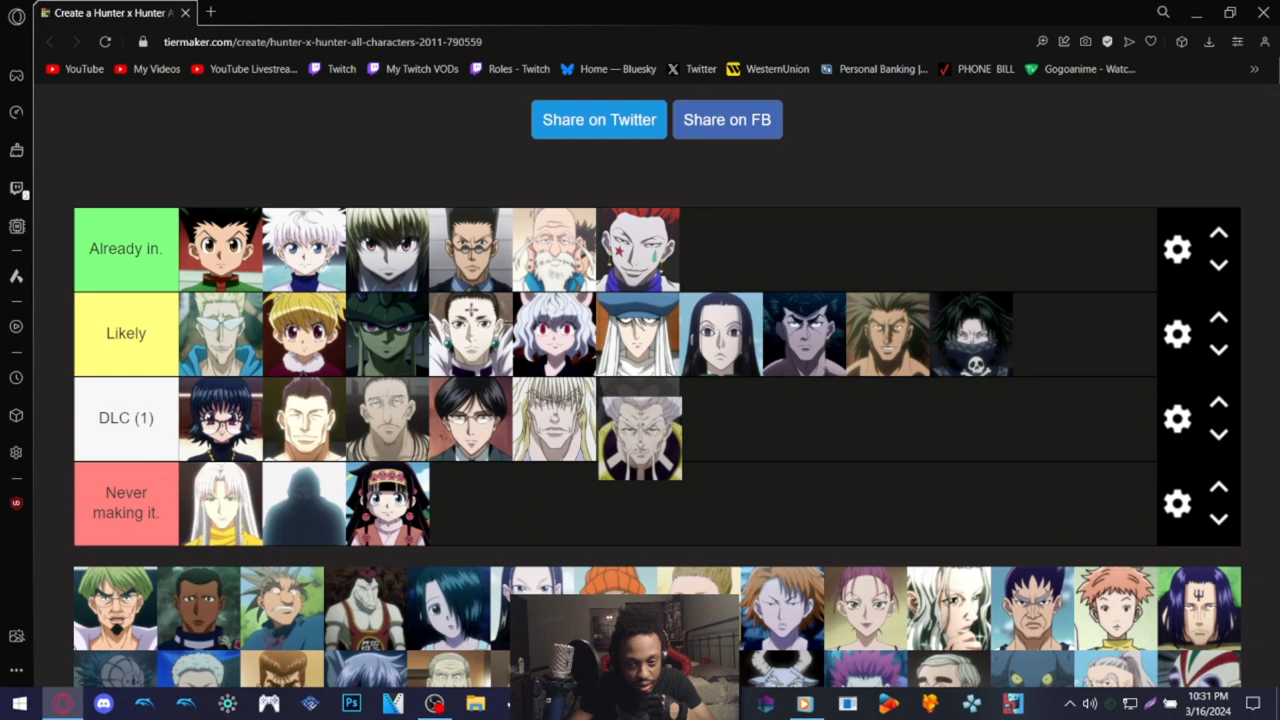 Create a Hunter x Hunter A
tiermaker.com/create/hunter-x-hunter-all-characters-2011-790559
YouTube My Videos YouTube Livestrea... Twitch My Twitch VODs Roles - Twitch Home — Bluesky Twitter WesternUnion Personal Banking |... PHONE BILL Gogoanime - Watc...
Share on Twitter Share on FB
Already in.
Likely
DLC (1)
Never
making it.
10:31 PM
3/16/2024